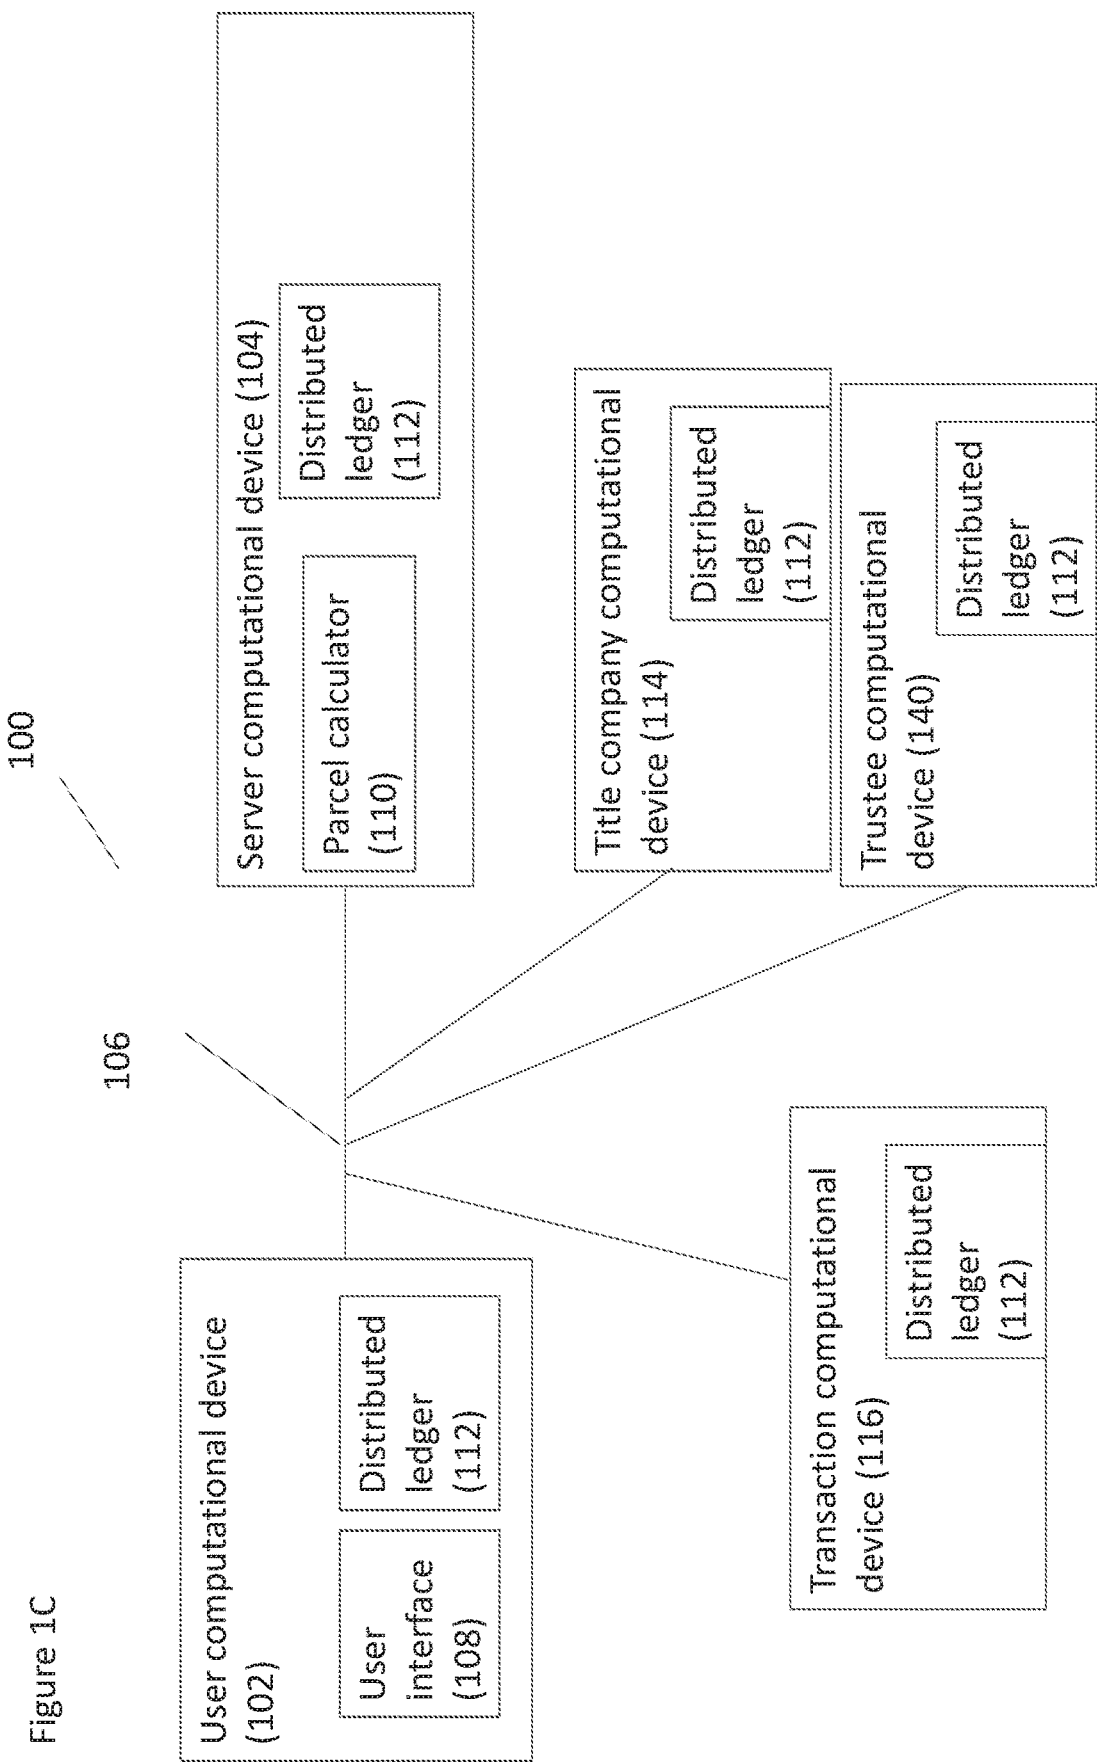 Figure 1C
100
106
User computational device
(102)
User
interface
(108)
Distributed
ledger
(112)
Server computational device (104)
Parcel calculator
(110)
Distributed
ledger
(112)
Title company computational
device (114)
Distributed
ledger
(112)
Trustee computational
device (140)
Distributed
ledger
(112)
Transaction computational
device (116)
Distributed
ledger
(112)